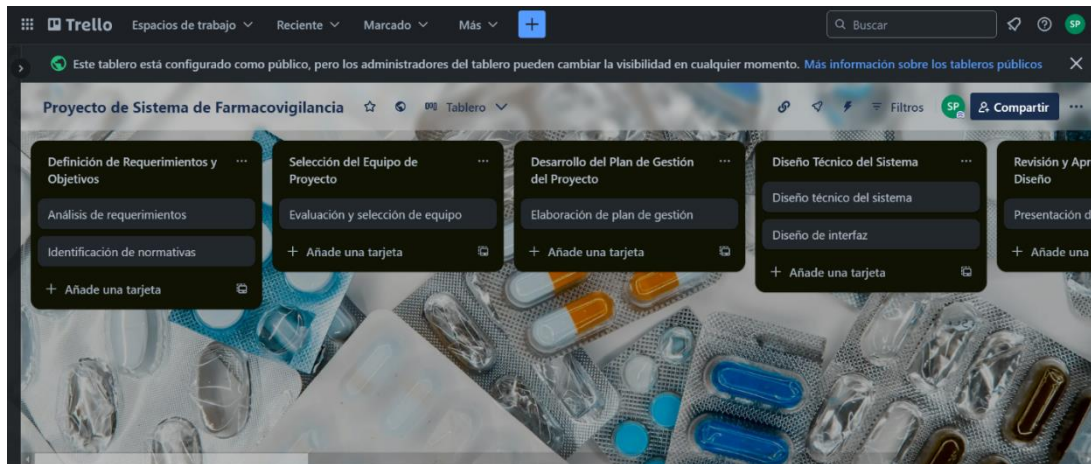 Trello Espacios de trabajo Reciente Marcado Más + Buscar SP
Este tablero está configurado como público, pero los administradores del tablero pueden cambiar la visibilidad en cualquier momento. Más información sobre los tableros públicos
Proyecto de Sistema de Farmacovigilancia Tablero Filtros SP Compartir
Definición de Requerimientos y
Objetivos
Análisis de requerimientos
Identificación de normativas
+ Añade una tarjeta
Selección del Equipo de
Proyecto
Evaluación y selección de equipo
+ Añade una tarjeta
Desarrollo del Plan de Gestión
del Proyecto
Elaboración de plan de gestión
+ Añade una tarjeta
Diseño Técnico del Sistema
Diseño técnico del sistema
Diseño de interfaz
+ Añade una tarjeta
Revisión y Apr
Diseño
Presentación d
+ Añade una